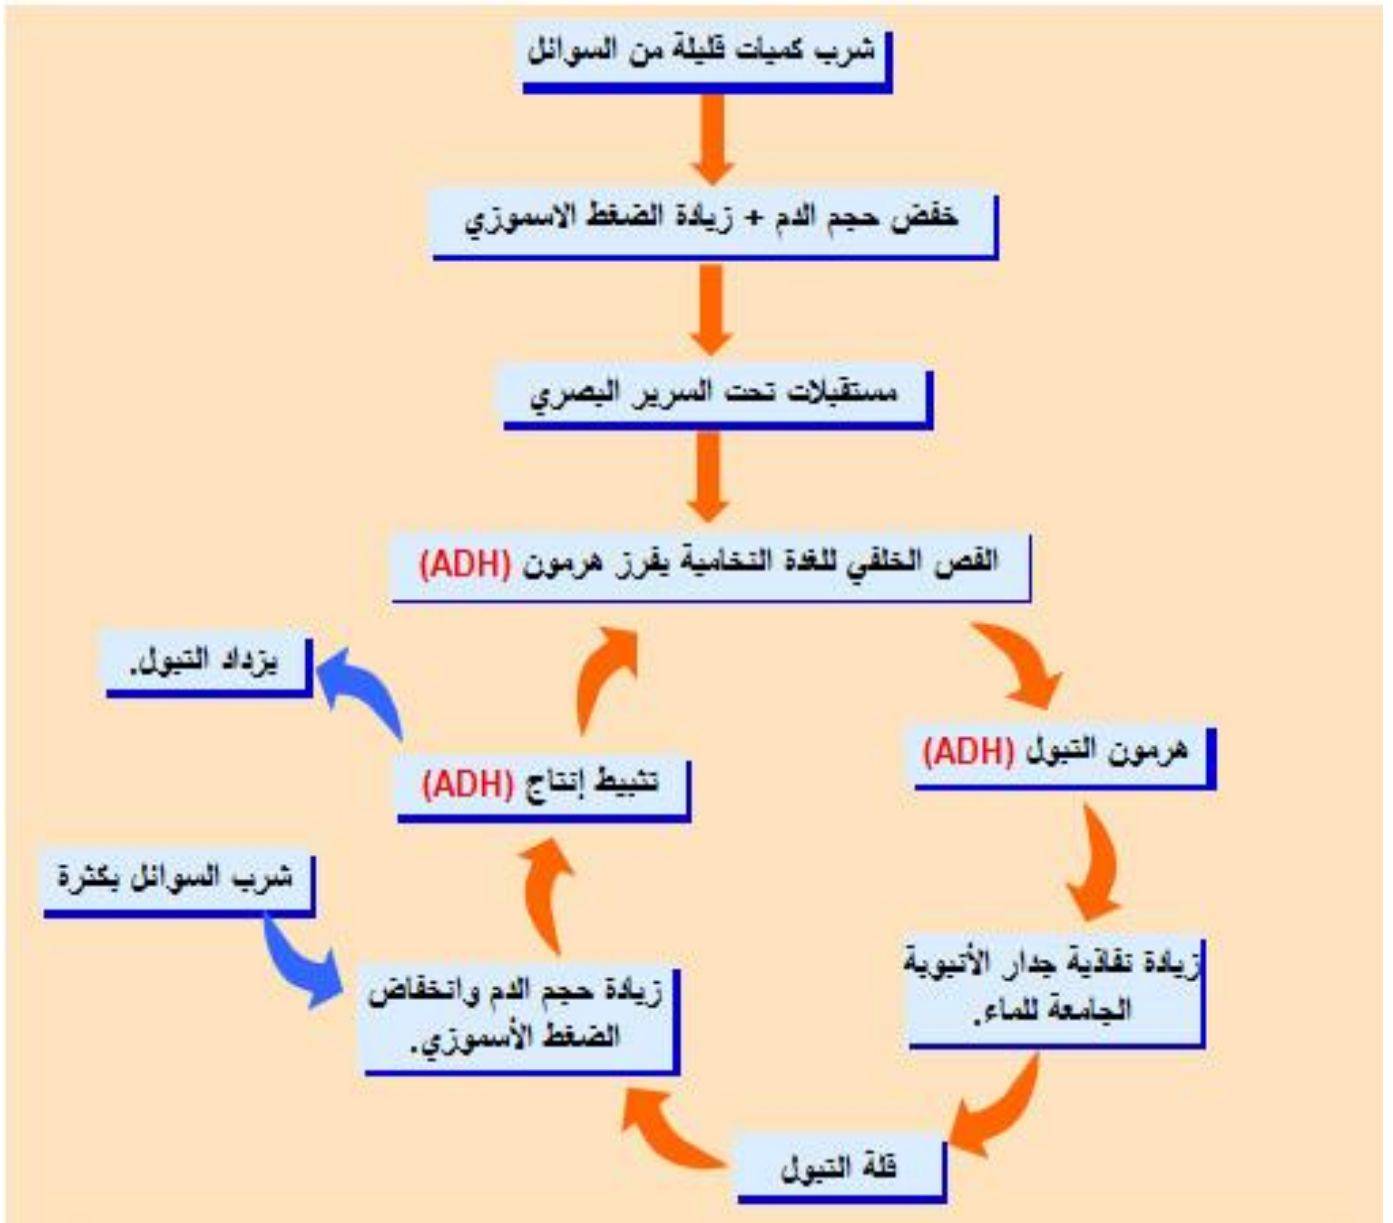 شرب كميات قليلة من السوائل
خفض حجم الدم + زيادة الضغط الاسموزي
مستقبلات تحت السرير البصري
الفص الخلفي للغدة النخامية يفرز هرمون (ADH)
يزداد التبول.
هرمون التبول (ADH)
تثبيط إنتاج (ADH)
شرب السوائل بكثرة
زيادة نفاذية جدار الأنبوبة
الجامعة للماء.
زيادة حجم الدم وانخفاض
الضغط الأسموزي.
قلة التبول